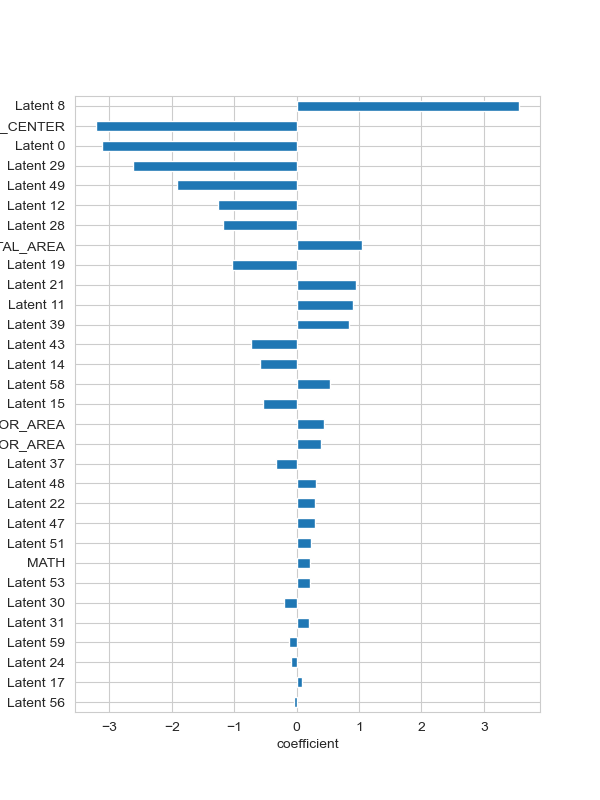 Latent 8
_CENTER
Latent 0
Latent 29
Latent 49
Latent 12
Latent 28
TAL_AREA
Latent 19
Latent 21
Latent 11
Latent 39
Latent 43
Latent 14
Latent 58
Latent 15
OR_AREA
OR_AREA
Latent 37
Latent 48
Latent 22
Latent 47
Latent 51
MATH
Latent 53
Latent 30
Latent 31
Latent 59
Latent 24
Latent 17
Latent 56
−3 −2 −1 0 1 2 3
coefficient